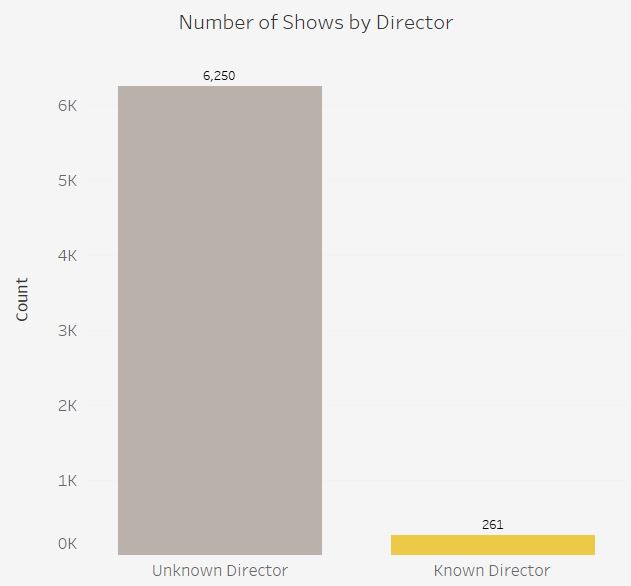 Number of Shows by Director
6,250
6K
5K
4K
3K
Count
2K
1K
261
0K
Unknown Director
Known Director